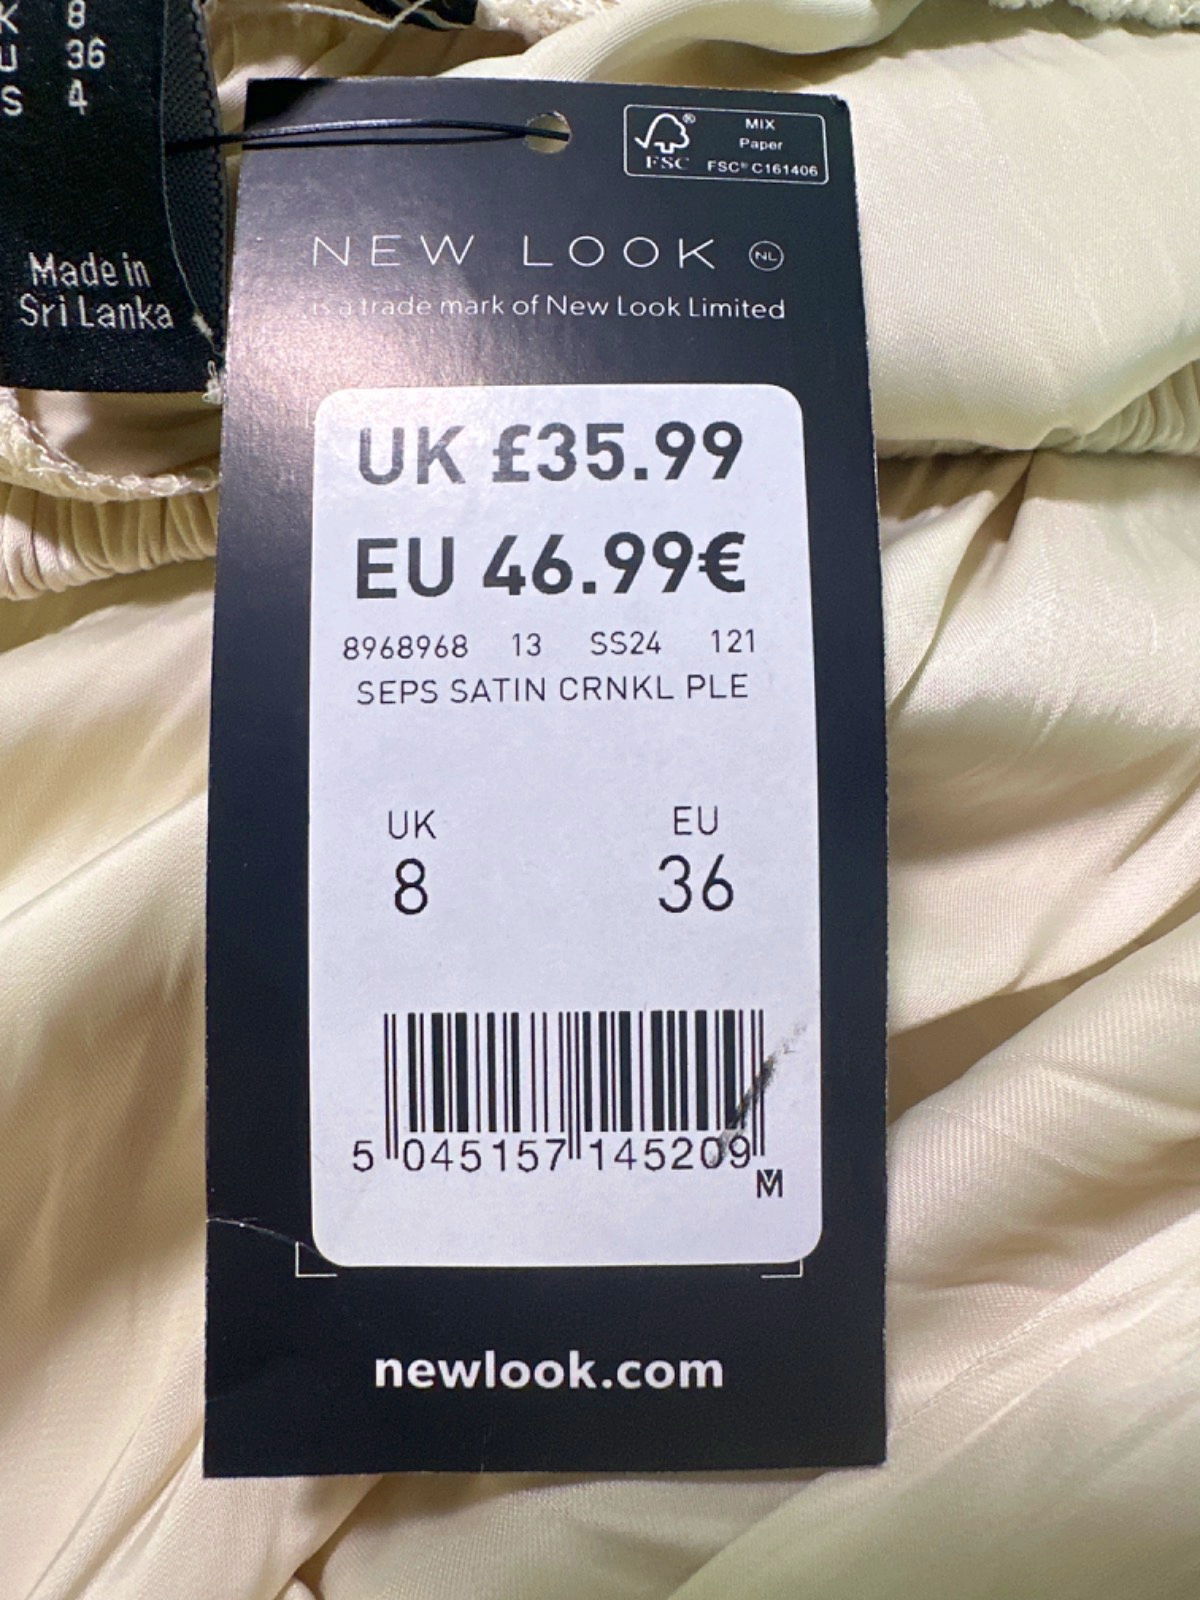 8
36
S 4
Made in
Sri Lanka
FSC®
MIX
Paper
FSC® C161406
NEW LOOK NL
is a trade mark of New Look Limited
UK £35.99
EU 46.99€
8968968 13 SS24 121
SEPS SATIN CRNKL PLE
UK EU
8 36
5 045157 145209
newlook.com